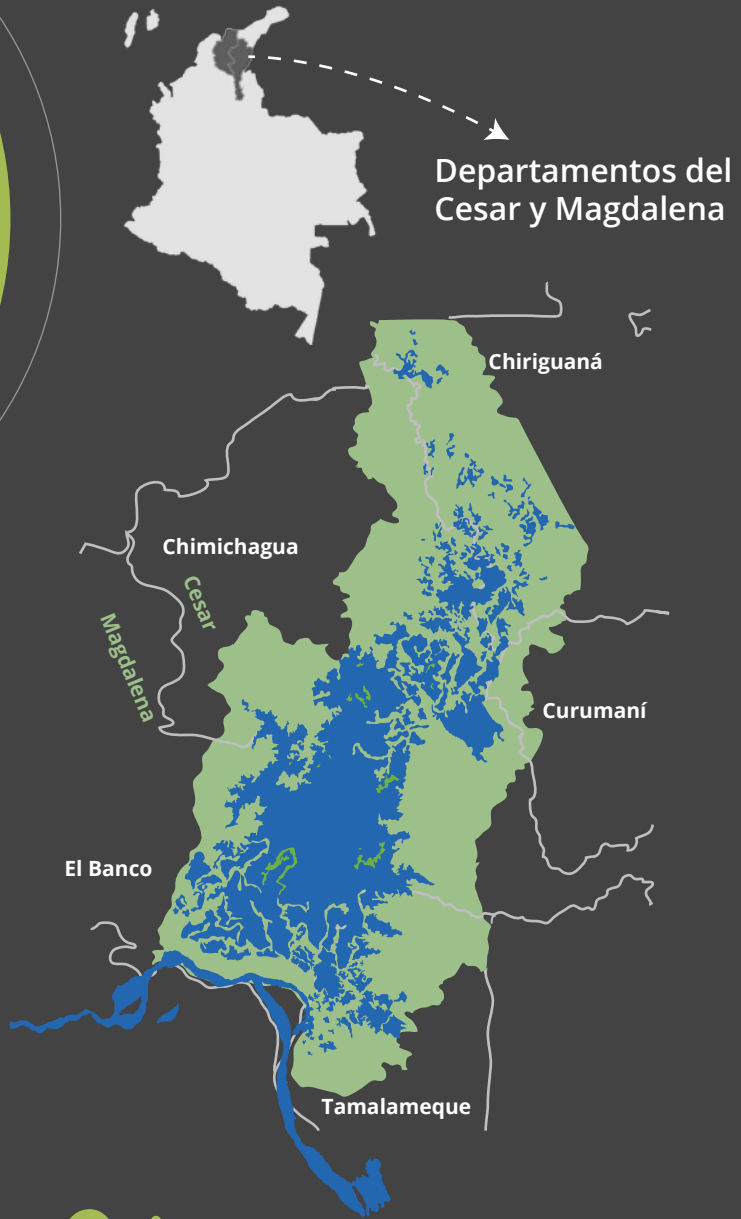 Departamentos del
Cesar y Magdalena
Chiriguaná
Chimichagua
Cesar
Magdalena
Curumaní
El Banco
Tamalameque